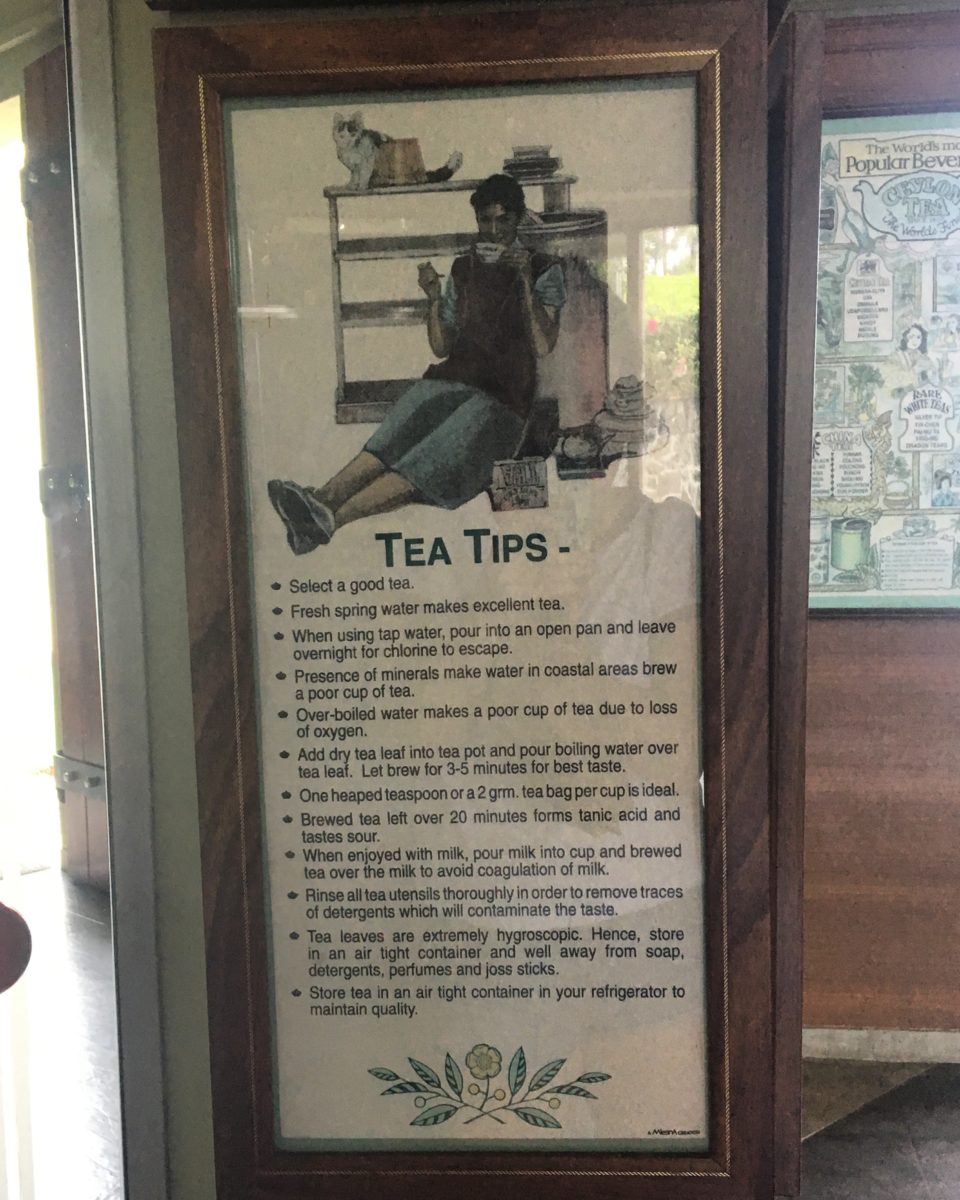 TEA TIPS -
Select a good tea.
Fresh spring water makes excellent tea.
When using tap water, pour into an open pan and leave
overnight for chlorine to escape.
Presence of minerals make water in coastal areas brew
a poor cup of tea.
Over-boiled water makes a poor cup of tea due to loss
of oxygen.
Add dry tea leaf into tea pot and pour boiling water over
tea leaf. Let brew for 3-5 minutes for best taste.
One heaped teaspoon or a 2 grm. tea bag per cup is ideal.
Brewed tea left over 20 minutes forms tanic acid and
tastes sour.
When enjoyed with milk, pour milk into cup and brewed
tea over the milk to avoid coagulation of milk.
Rinse all tea utensils thoroughly in order to remove traces
of detergents which will contaminate the taste.
Tea leaves are extremely hygroscopic. Hence, store
in an air tight container and well away from soap,
detergents, perfumes and joss sticks.
Store tea in an air tight container in your refrigerator to
maintain quality.
The World's mo
Popular Bever
CEYLON
TEA
The World's
RARE
WHITE TEAS
SILVER TIP
DRAGON TEARS